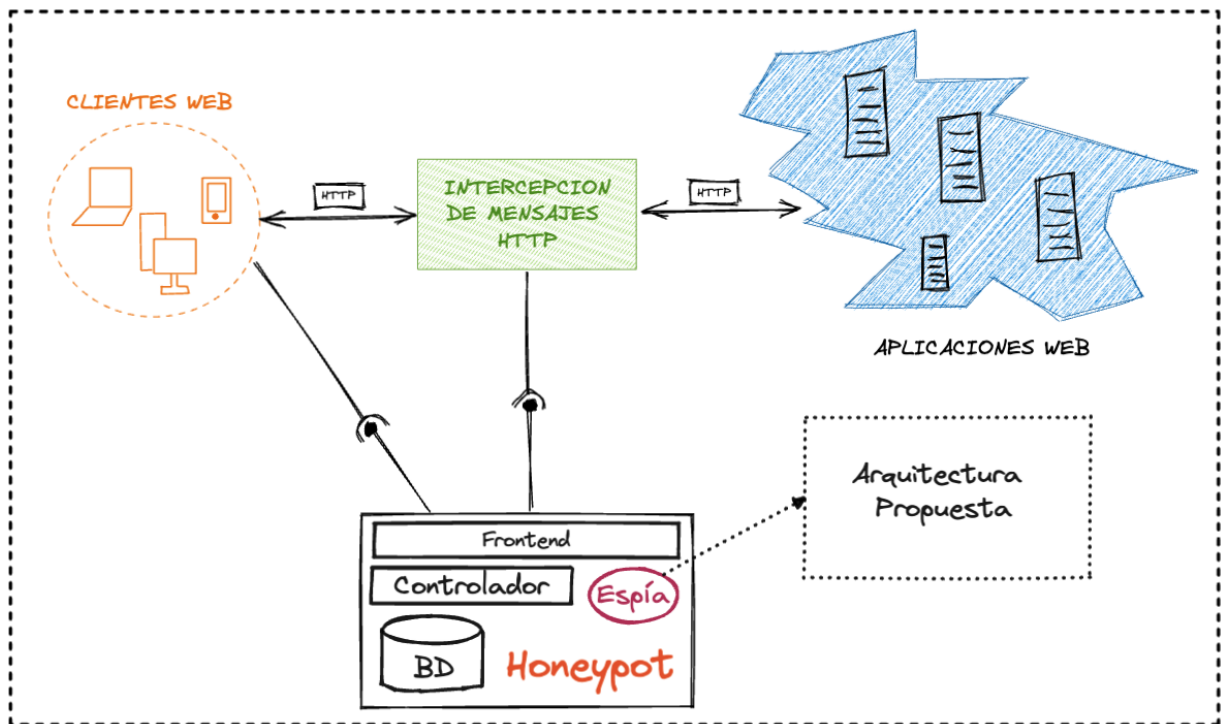 CLIENTES WEB
HTTP
INTERCEPCION
DE MENSAJES
HTTP
HTTP
APLICACIONES WEB
Arquitectura
Propuesta
Frontend
Controlador
Espía
BD
Honeypot